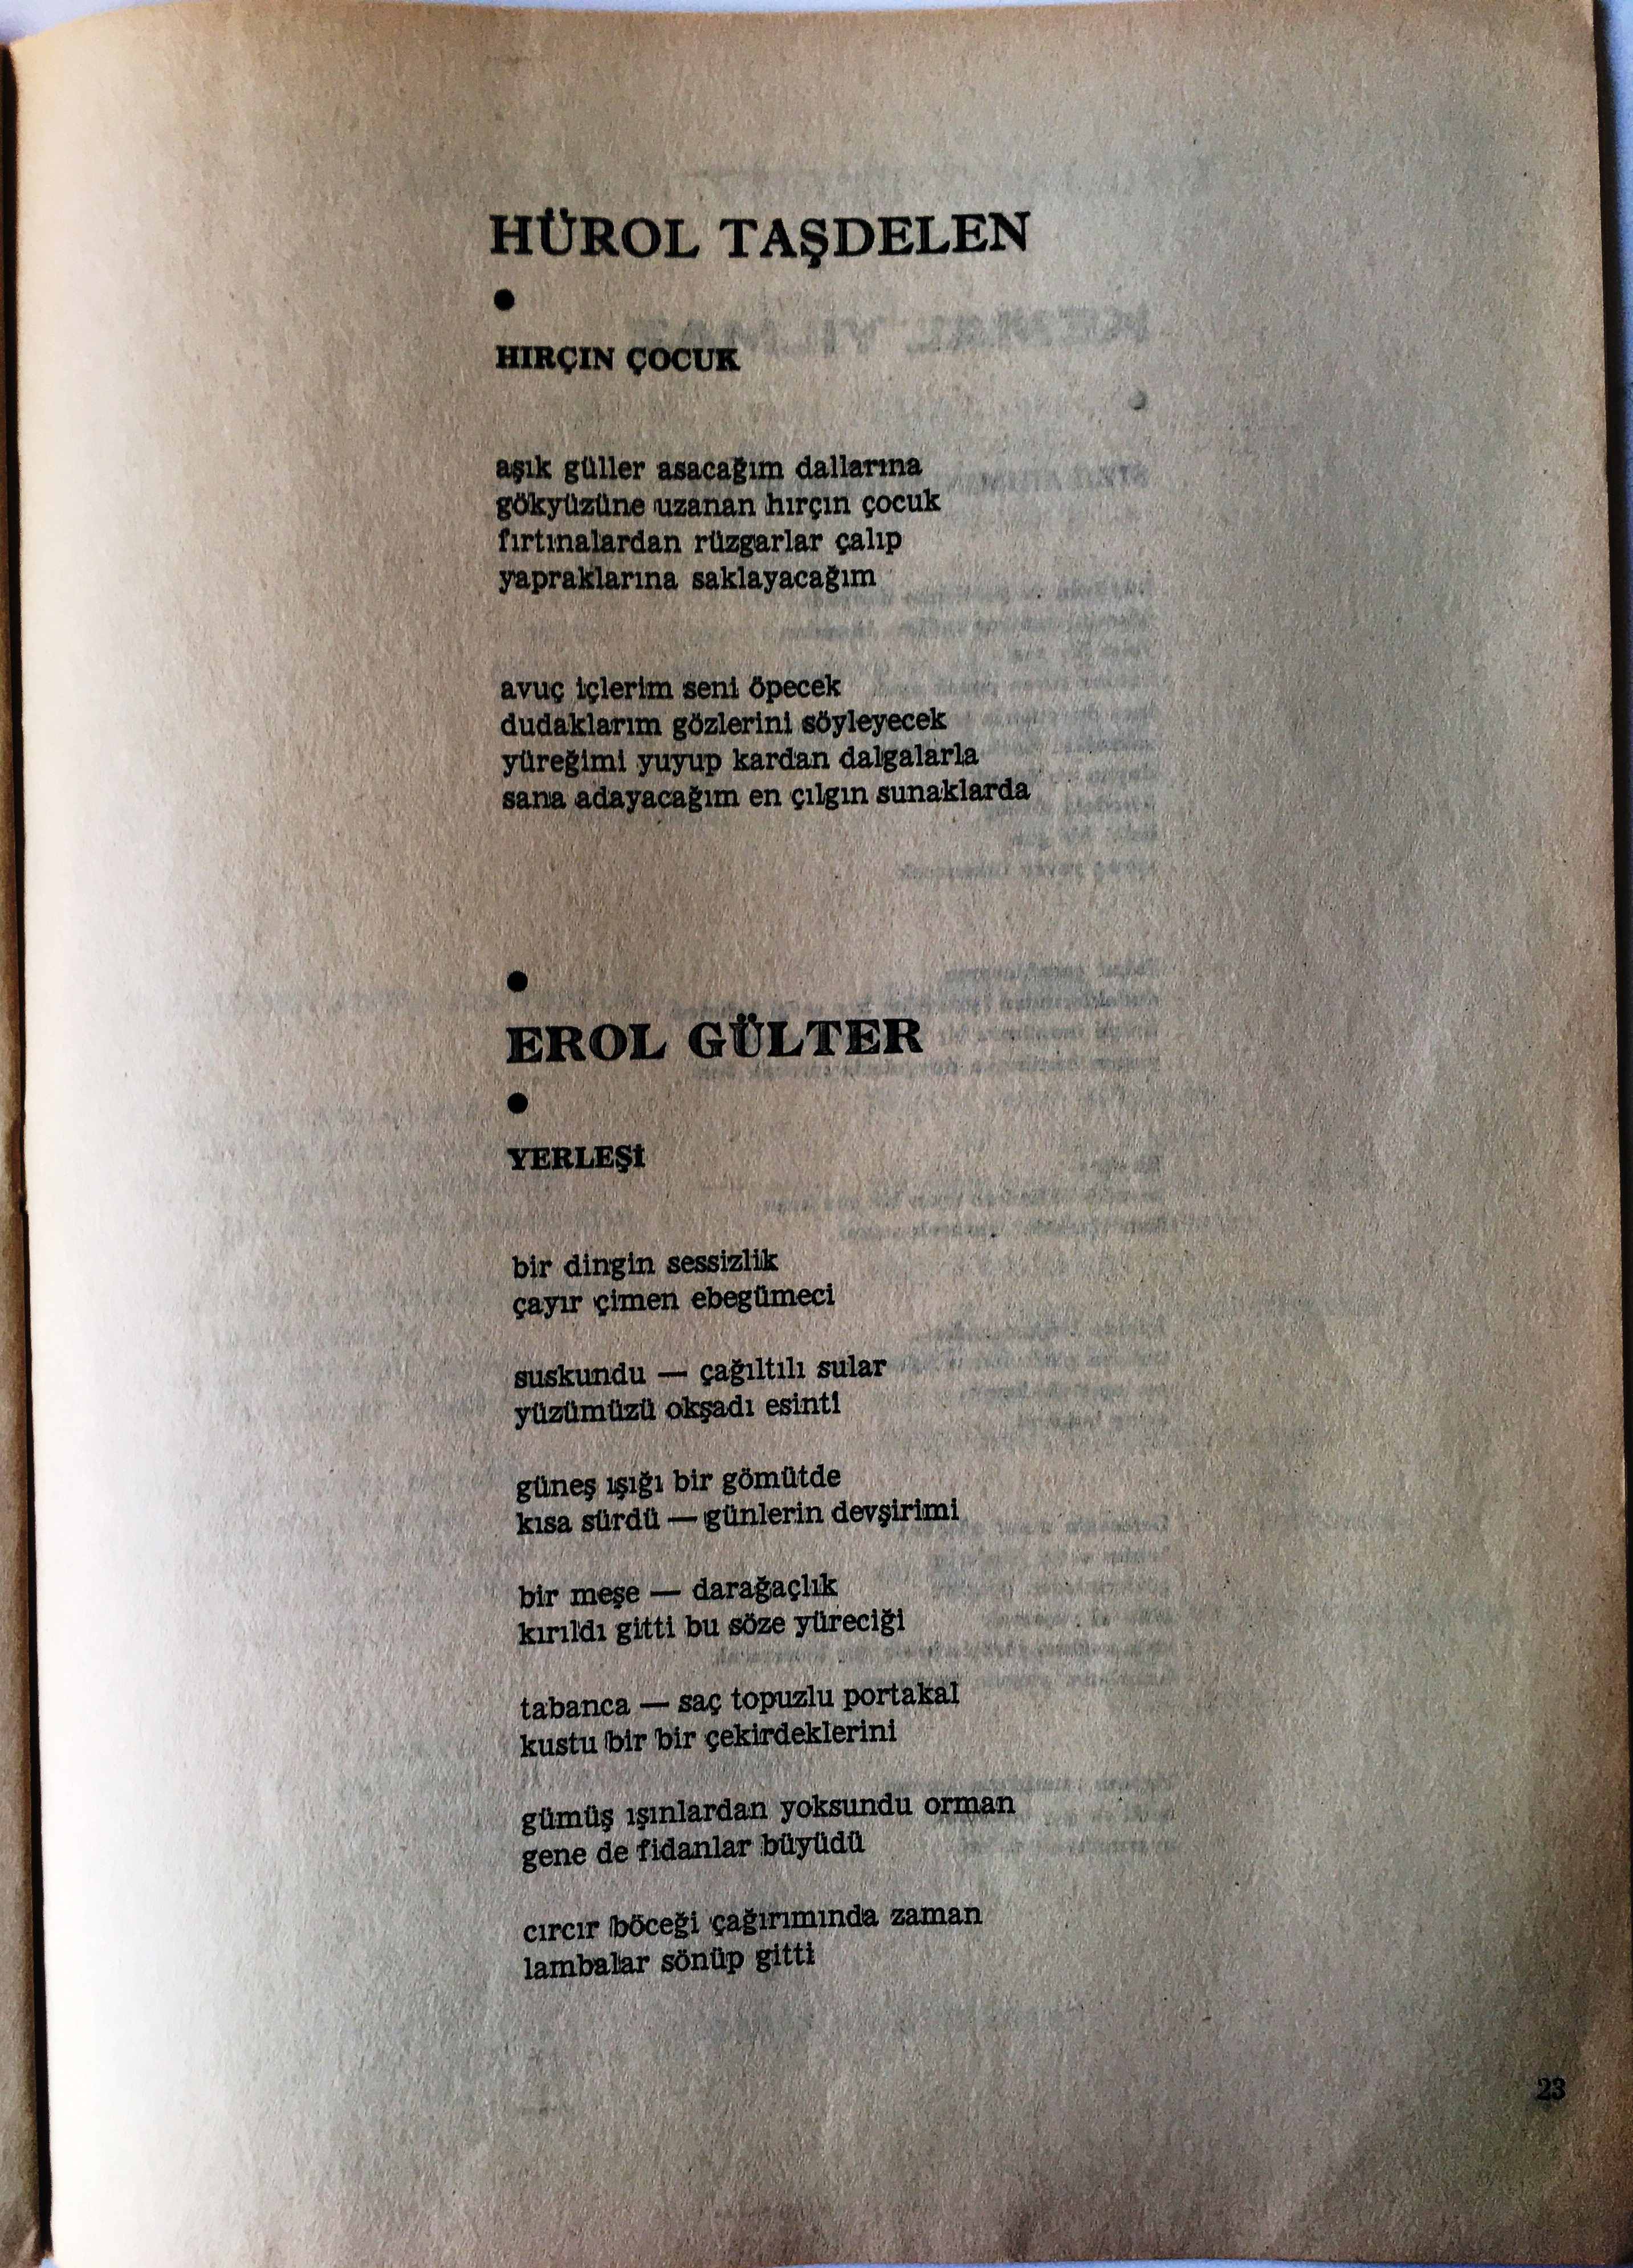 HÜROL TAŞDELEN
●
HIRÇIN ÇOCUK
aşık güller asacağım dallarına
gökyüzüne uzanan hırçın çocuk
fırtınalardan rüzgarlar çalıp
yapraklarına saklayacağım
avuç içlerim seni öpecek
dudaklarım gözlerini söyleyecek
yüreğimi yuyup kardan dalgalarla
sana adayacağım en çılgın sunaklarda
●
EROL GÜLTER
●
YERLEŞİ
bir dingin sessizlik
çayır çimen ebegümeci
suskundu — çağıltılı sular
yüzümüzü okşadı esinti
güneş ışığı bir gömütde
kısa sürdü — günlerin devşirimi
bir meşe — darağaçlık
kırıldı gitti bu söze yüreciği
tabanca — saç topuzlu portakal
kustu bir bir çekirdeklerini
gümüş ışınlardan yoksundu orman
gene de fidanlar büyüdü
cırcır böceği çağırımında zaman
lambalar sönüp gitti
23